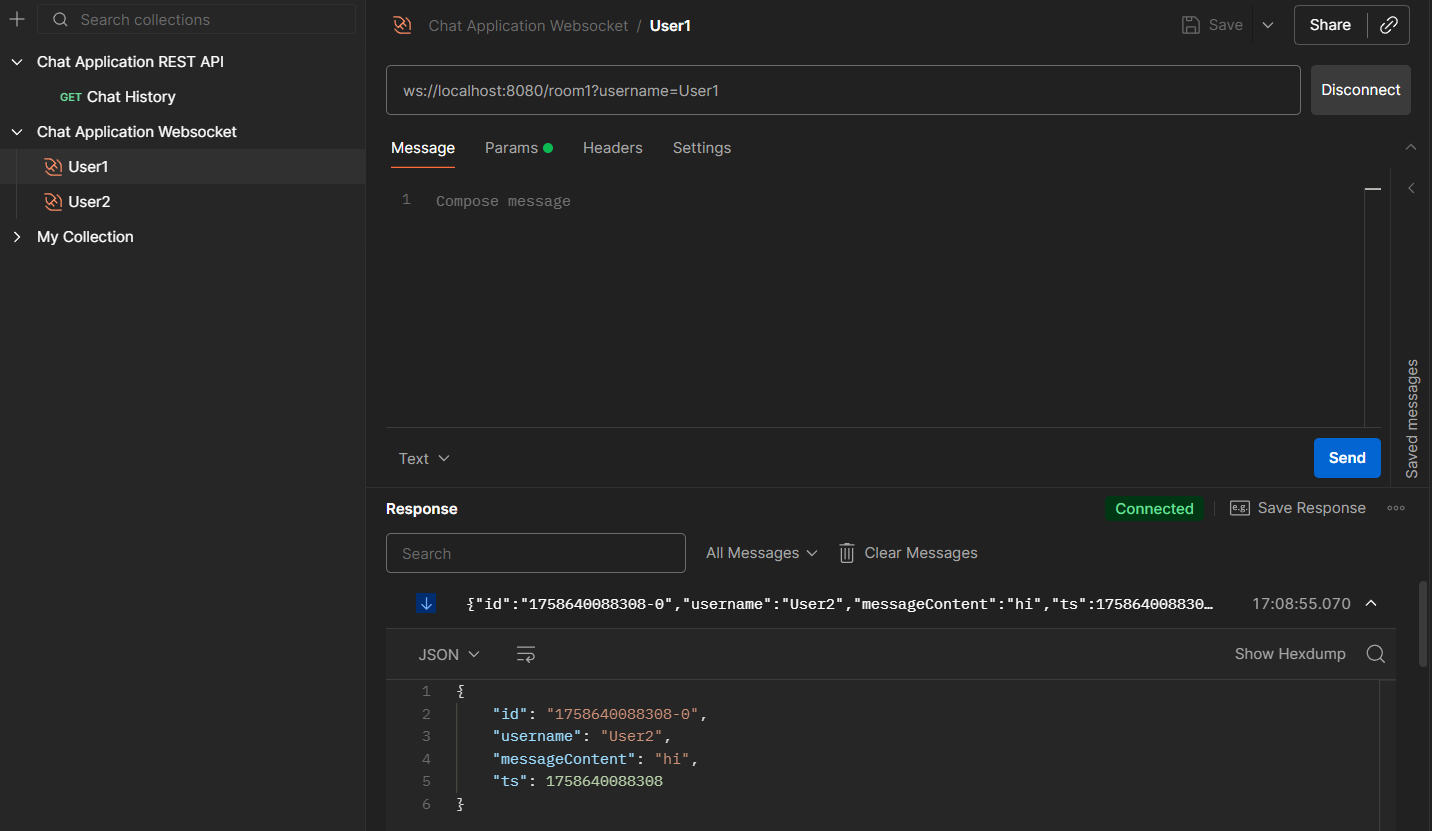 Search collections
Chat Application REST API
GET Chat History
Chat Application Websocket
User1
User2
My Collection
Chat Application Websocket / User1
Save
Share
ws://localhost:8080/room1?username=User1
Disconnect
Message Params Headers Settings
1 Compose message
Saved messages
Text
Send
Response
Connected
e.g. Save Response
Search
All Messages
Clear Messages
{"id":"1758640088308-0","username":"User2","messageContent":"hi","ts":175864008830… 17:08:55.070
JSON
Show Hexdump
1 {
2 "id": "1758640088308-0",
3 "username": "User2",
4 "messageContent": "hi",
5 "ts": 1758640088308
6 }